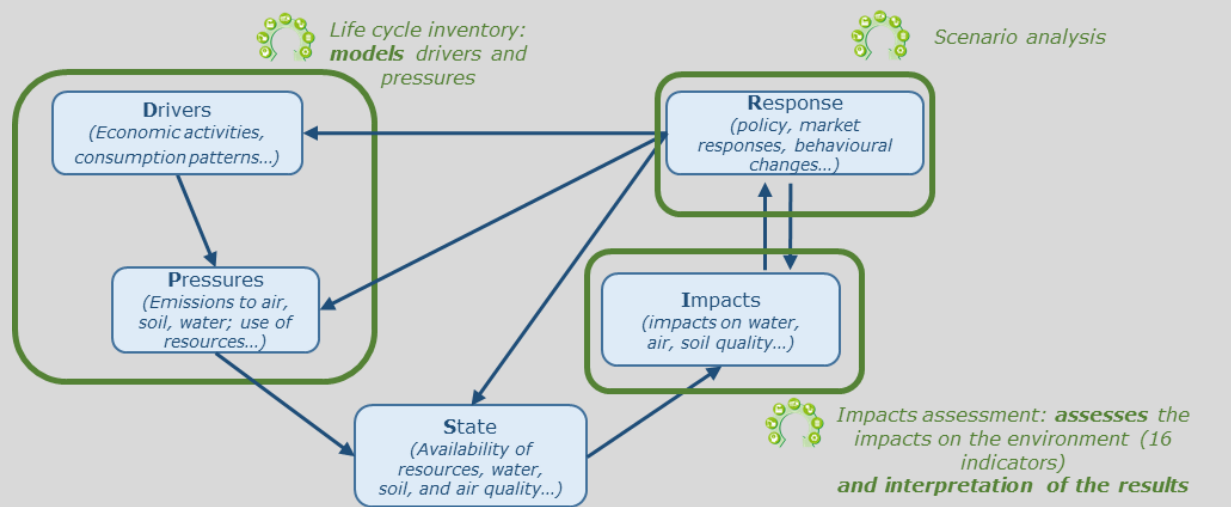 Life cycle inventory:
models drivers and
pressures
Scenario analysis
Drivers
(Economic activities,
consumption patterns...)
Response
(policy, market
responses, behavioural
changes...)
Pressures
(Emissions to air,
soil, water; use of
resources...)
Impacts
(impacts on water,
air, soil quality...)
State
(Availability of
resources, water,
soil, and air quality...)
Impacts assessment: assesses the
impacts on the environment (16
indicators)
and interpretation of the results